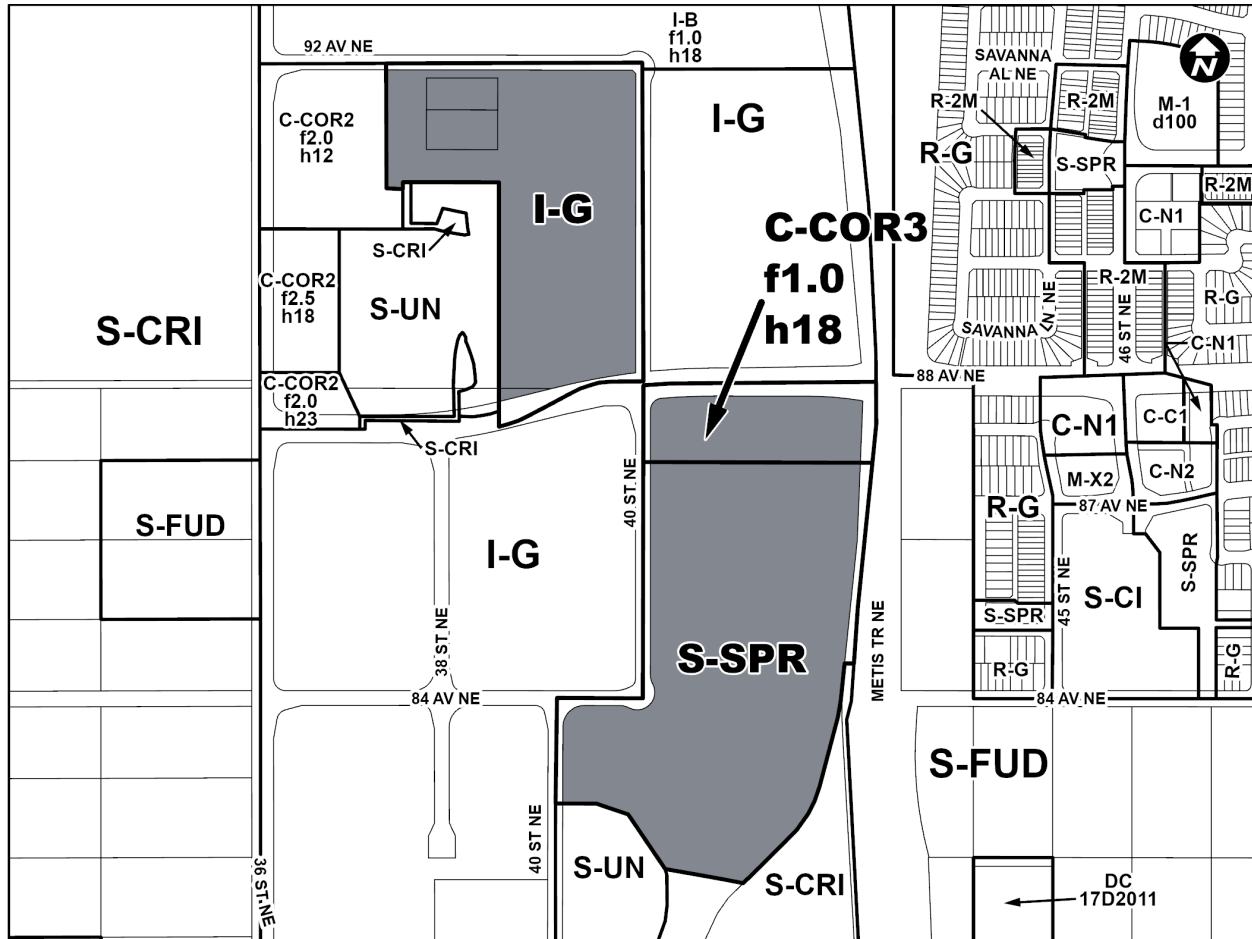 92 AV NE
I-B
f1.0
h18
SAVANNA
AL NE
N
R-2M
R-2M
M-1
d100
C-COR2
f2.0
h12
I-G
R-G
S-SPR
R-2M
I-G
C-N1
C-COR3
f1.0
h18
S-CRI
R-2M
C-COR2
f2.5
h18
S-UN
R-G
S-CRI
SAVANNA
LN NE
46 ST NE
C-N1
88 AV NE
C-COR2
f2.0
h23
C-C1
C-N1
S-CRI
40 ST NE
M-X2
C-N2
S-FUD
R-G
87 AV NE
I-G
S-SPR
45 ST NE
S-CI
METIS TR NE
S-SPR
38 ST NE
S-SPR
R-G
R-G
84 AV NE
84 AV NE
S-FUD
40 ST NE
S-UN
S-CRI
36 ST NE
DC
17D2011